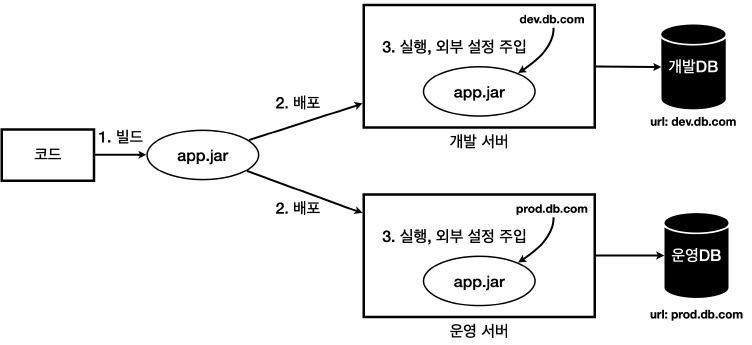 코드
1. 빌드
app.jar
2. 배포
dev.db.com
3. 실행, 외부 설정 주입
app.jar
개발 서버
개발DB
url: dev.db.com
2. 배포
prod.db.com
3. 실행, 외부 설정 주입
app.jar
운영 서버
운영DB
url: prod.db.com